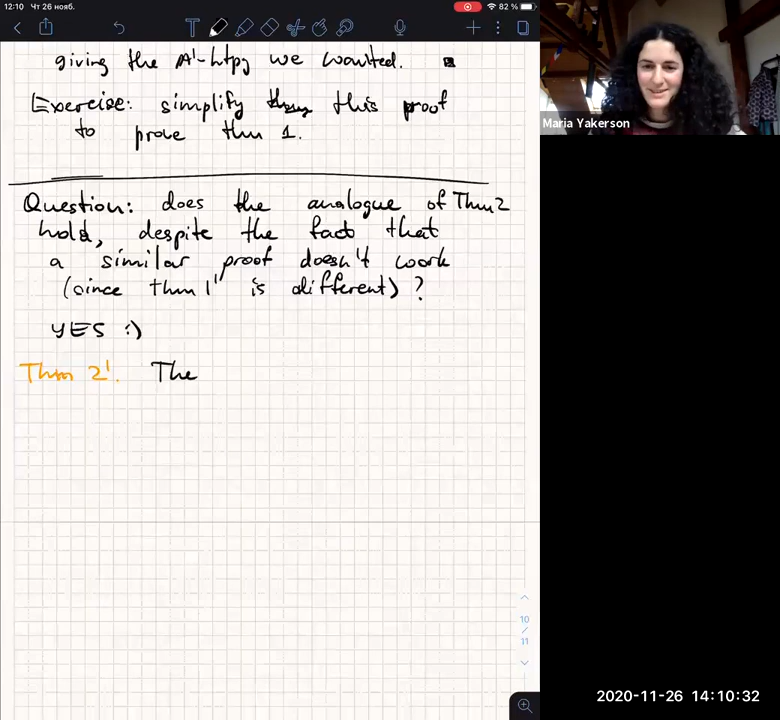 12:10 Чт 26 нояб.
82 %
giving the A¹-htpy we wanted.
Exercise: simplify this proof
to prove thm 1.
Question: does the analogue of Thm 2
hold, despite the fact that
a similar proof doesn't work
(since thm 1' is different) ?
YES :)
Thm 2'. The
10
/
11
Maria Yakerson
2020-11-26 14:10:32